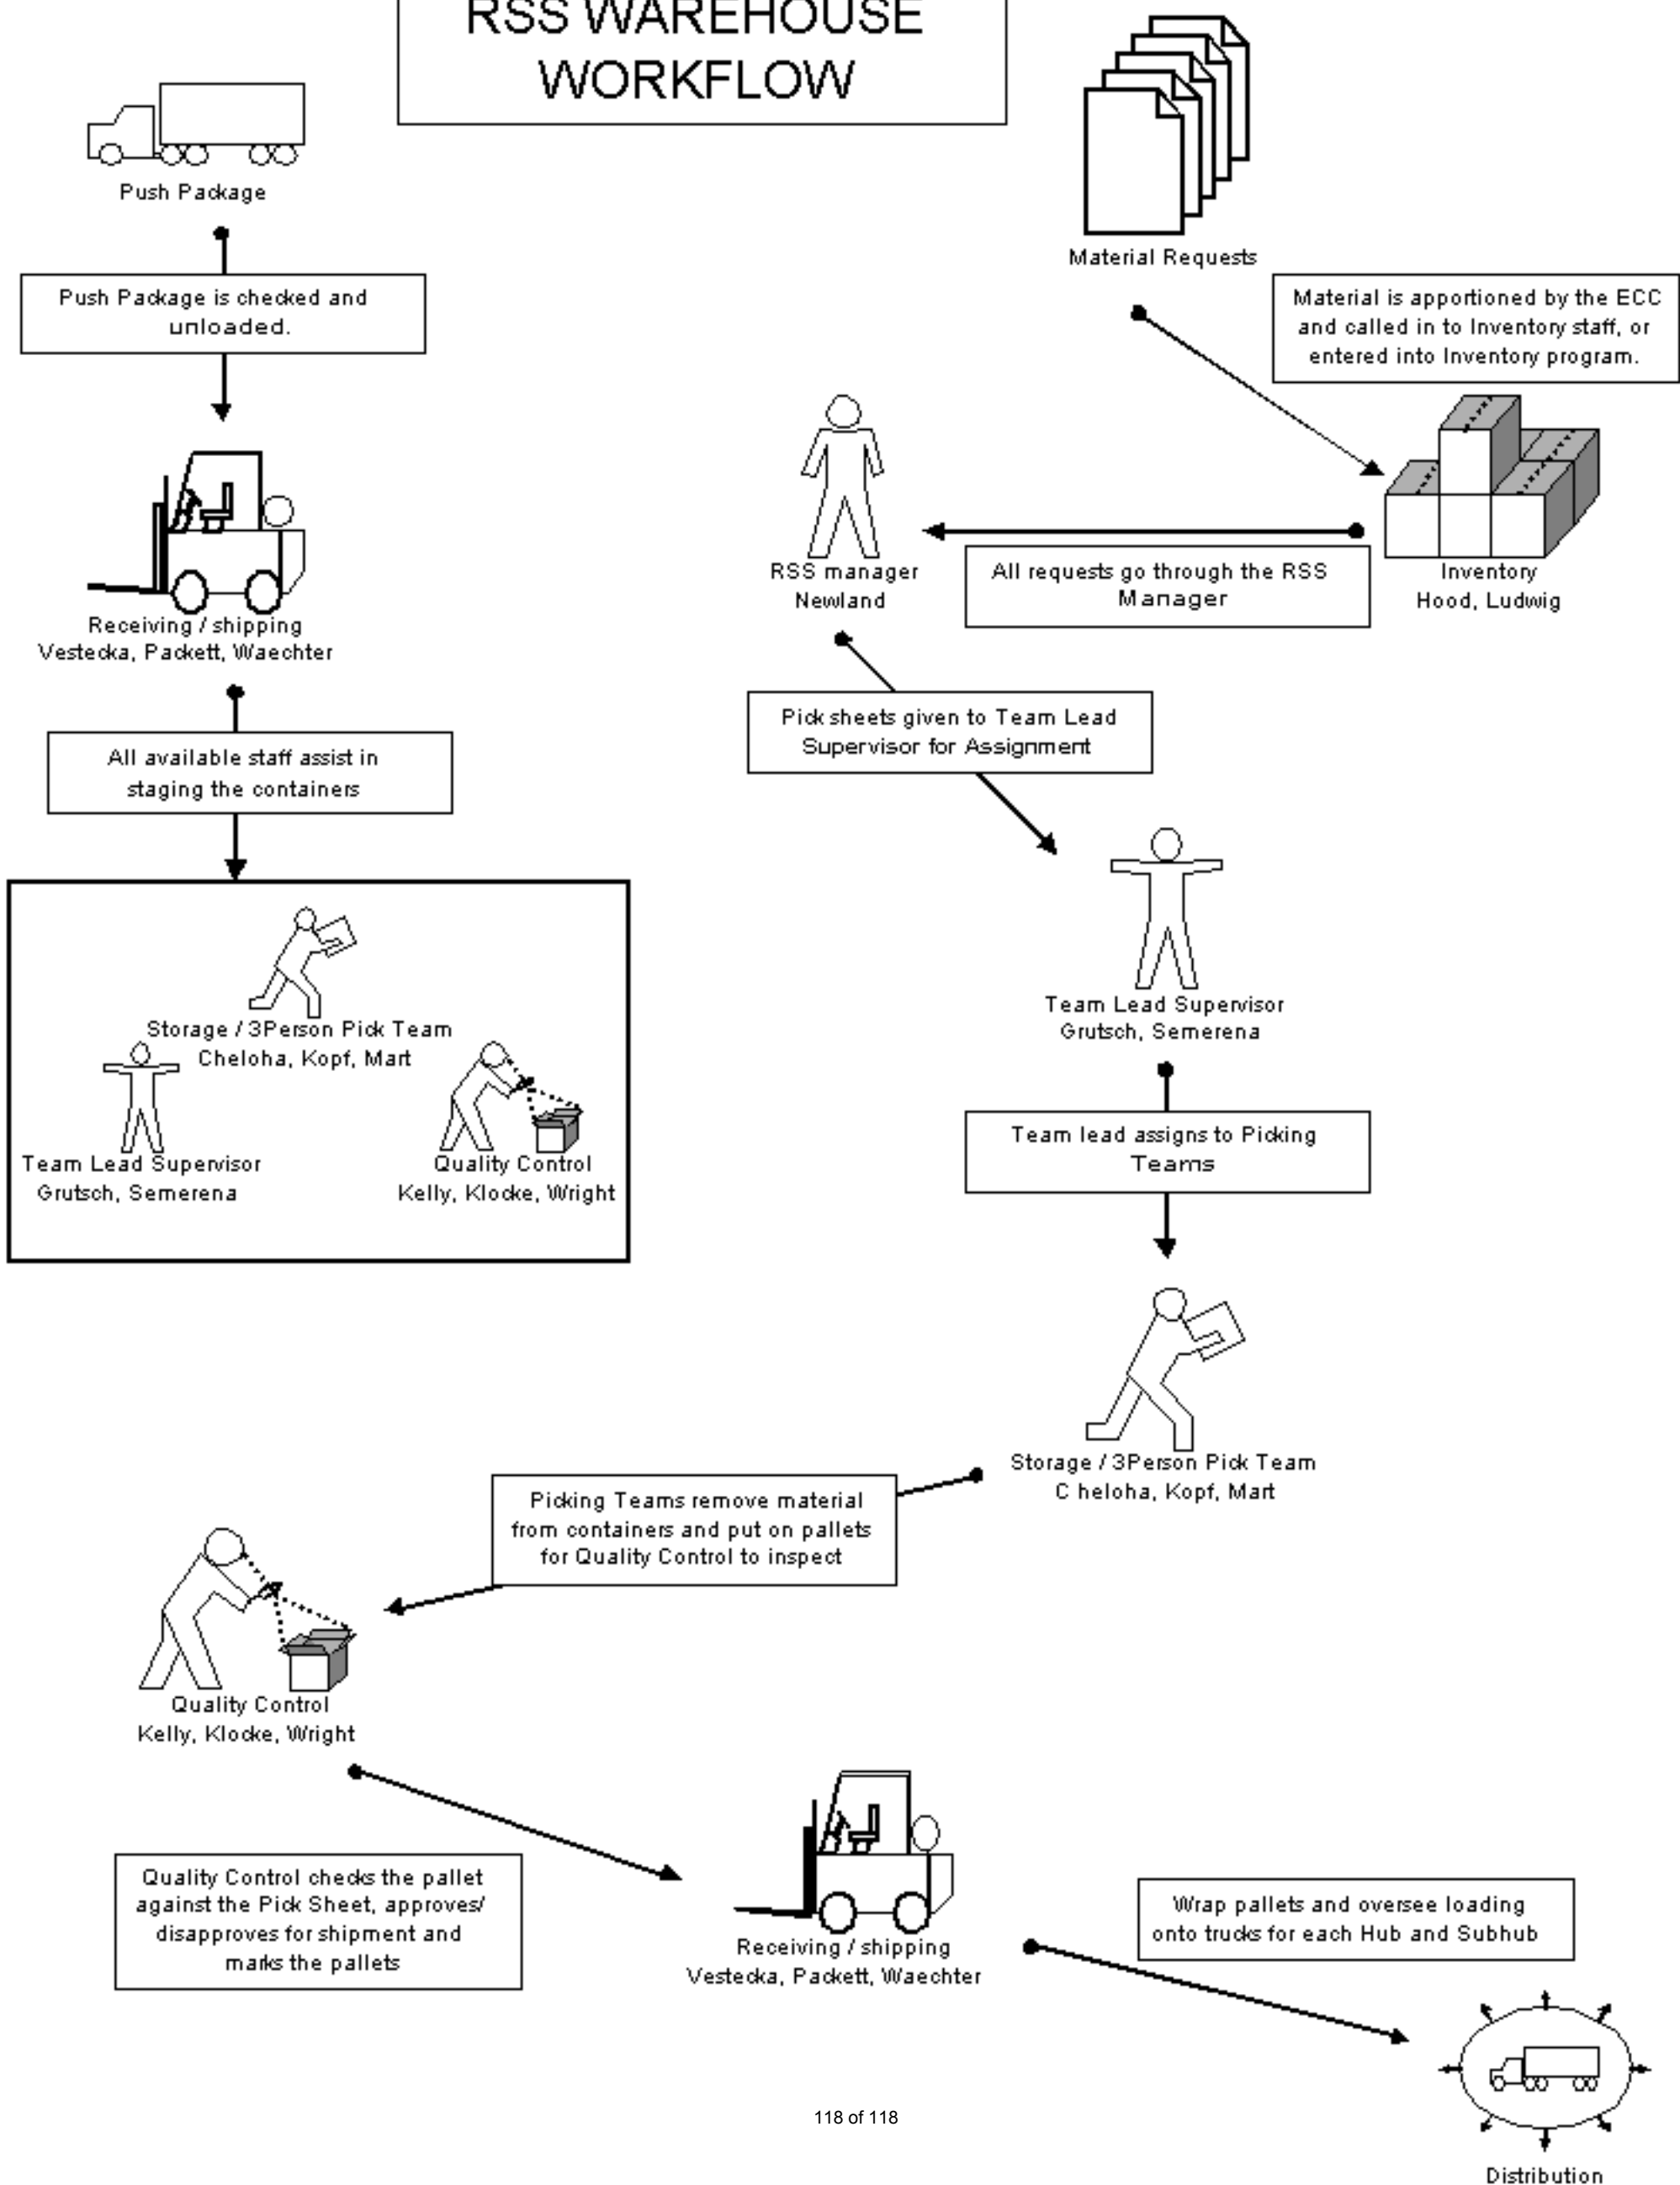 RSS WAREHOUSE
WORKFLOW
Push Package
Push Package is checked and
unloaded.
Receiving / shipping
Vestecka, Packett, Waechter
All available staff assist in
staging the containers
Storage / 3Person Pick Team
Cheloha, Kopf, Mart
Team Lead Supervisor
Grutsch, Semerena
Quality Control
Kelly, Klocke, Wright
Material Requests
Material is apportioned by the ECC
and called in to Inventory staff, or
entered into Inventory program.
Inventory
Hood, Ludwig
All requests go through the RSS
Manager
RSS manager
Newland
Pick sheets given to Team Lead
Supervisor for Assignment
Team Lead Supervisor
Grutsch, Semerena
Team lead assigns to Picking
Teams
Storage / 3Person Pick Team
C heloha, Kopf, Mart
Picking Teams remove material
from containers and put on pallets
for Quality Control to inspect
Quality Control
Kelly, Klocke, Wright
Quality Control checks the pallet
against the Pick Sheet, approves/
disapproves for shipment and
marks the pallets
Receiving / shipping
Vestecka, Packett, Waechter
Wrap pallets and oversee loading
onto trucks for each Hub and Subhub
Distribution
118 of 118